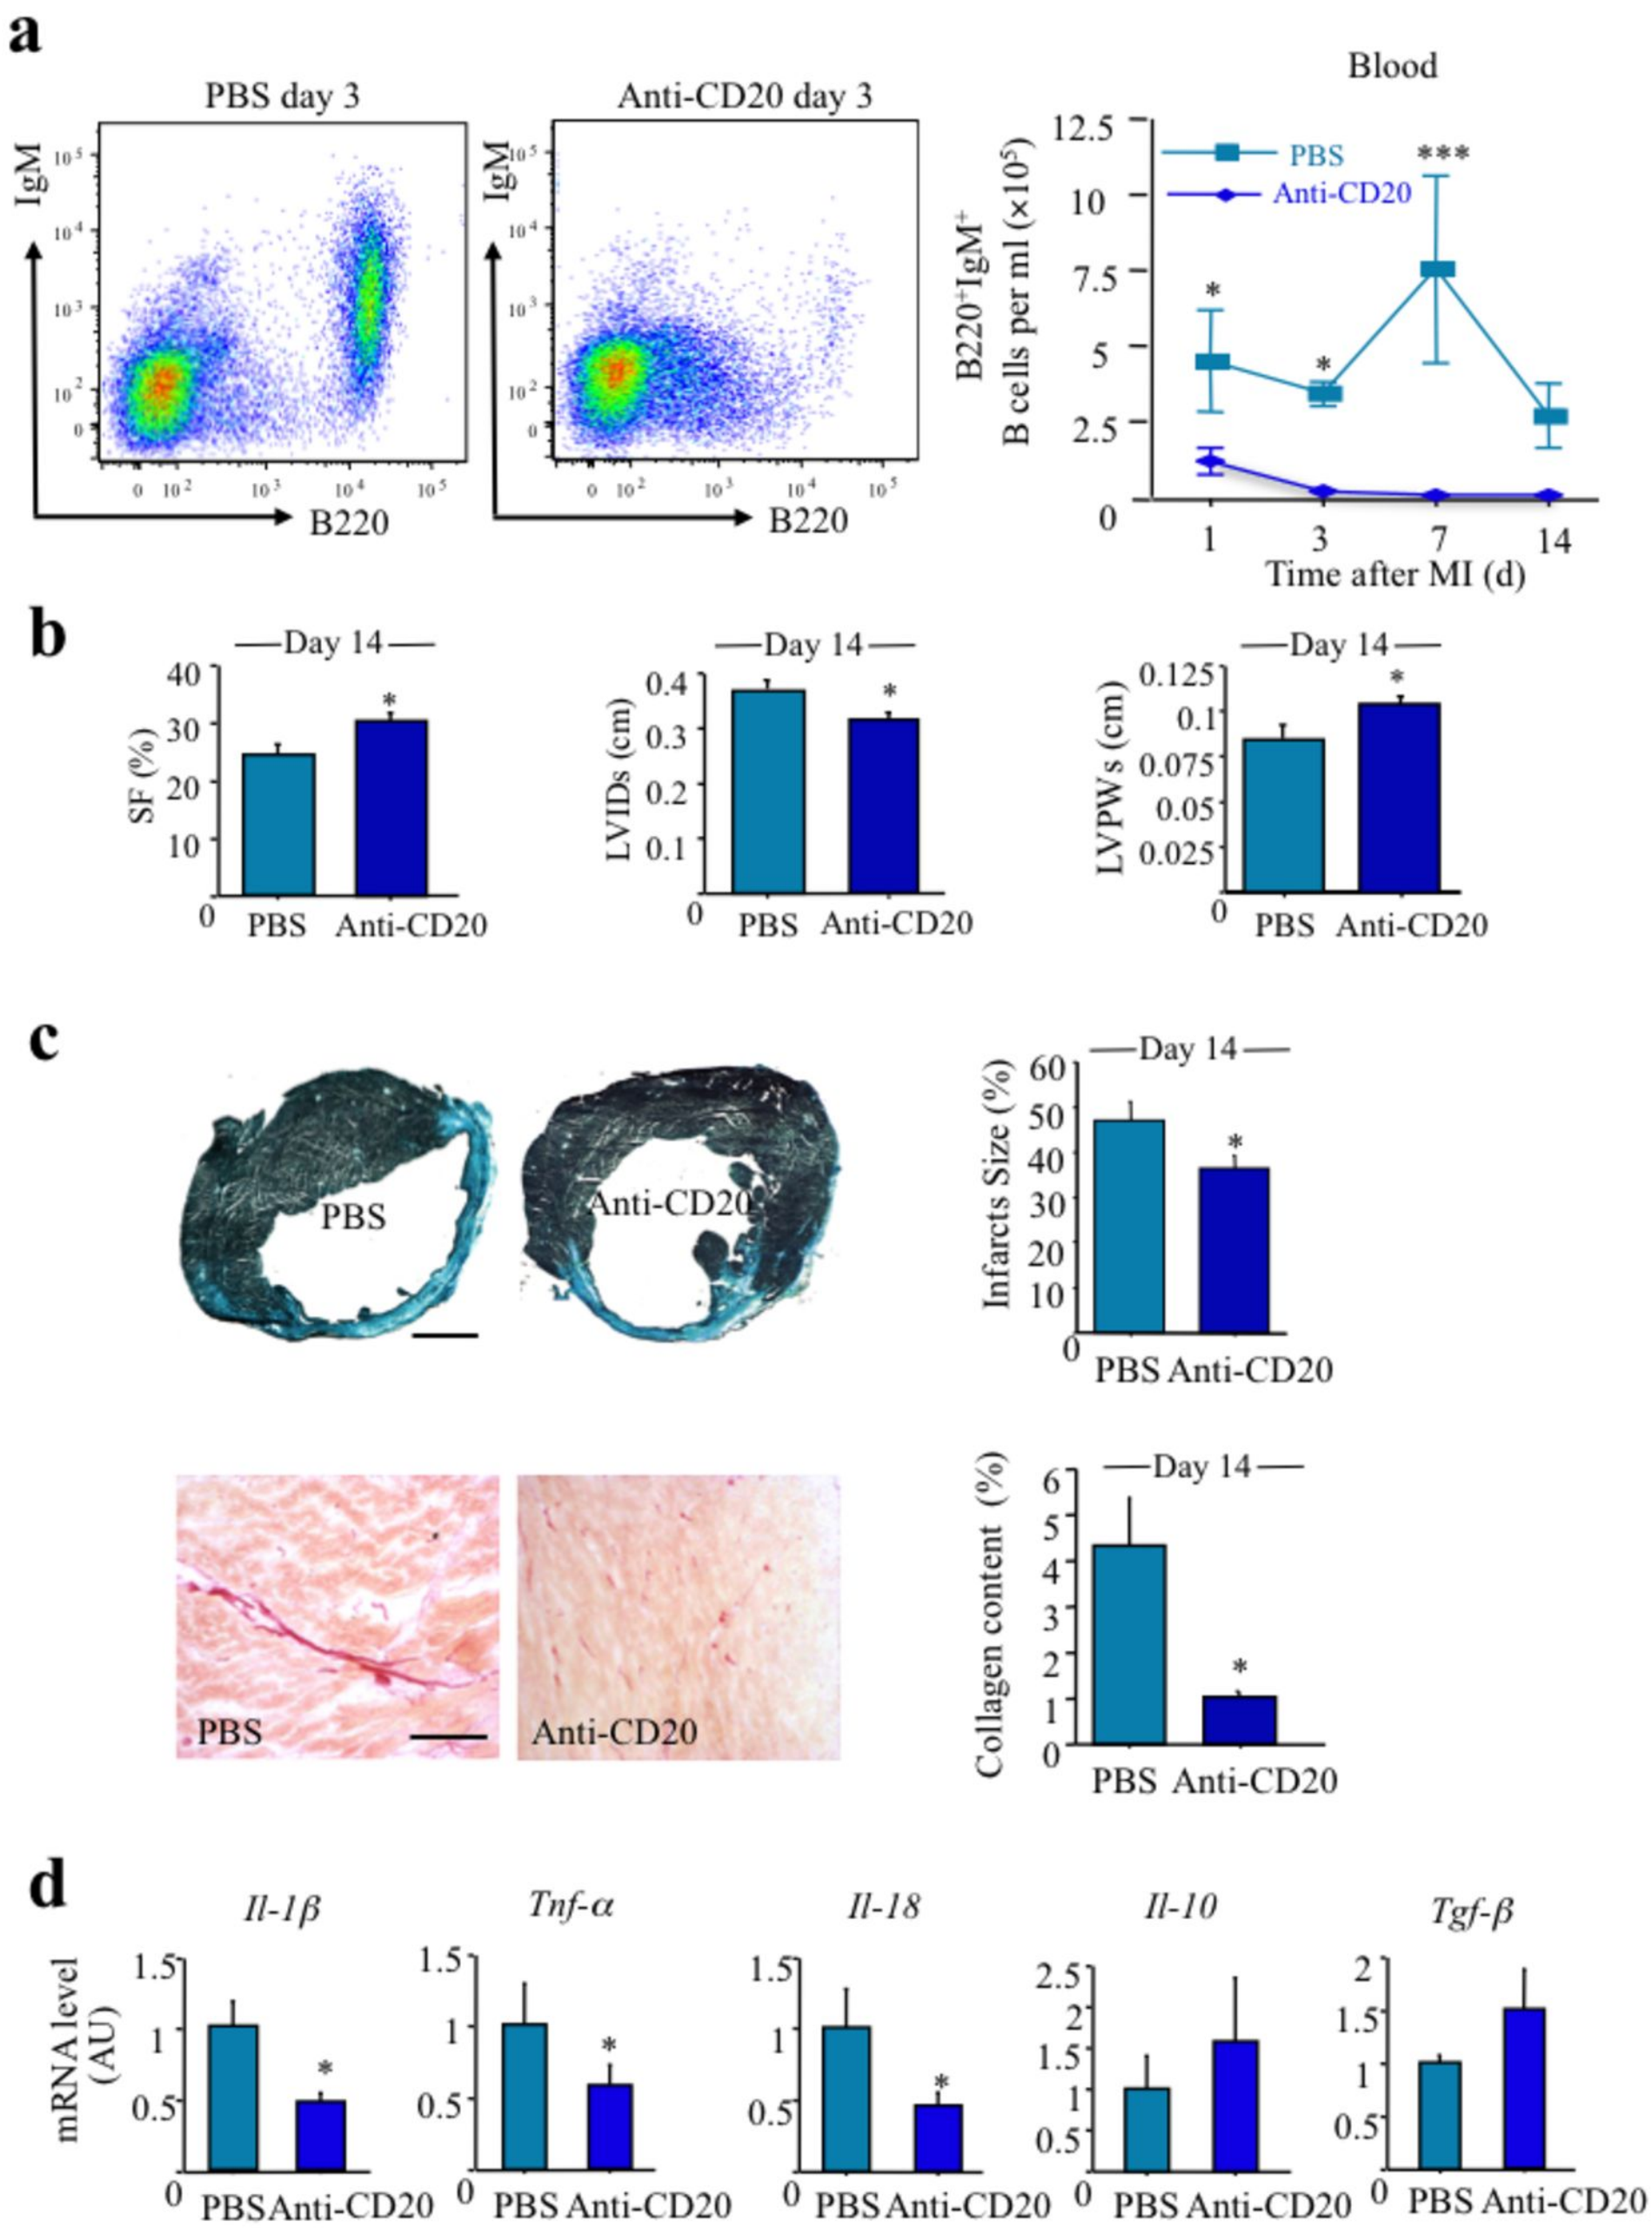 a
PBS day 3
IgM
10⁵
10⁴
10³
10²
0
0 10² 10³ 10⁴ 10⁵
B220
Anti-CD20 day 3
IgM
10⁵
10⁴
10³
10²
0
0 10² 10³ 10⁴ 10⁵
B220
Blood
B220⁺IgM⁺
B cells per ml (×10⁵)
12.5
10
7.5
5
2.5
0
PBS
Anti-CD20
*
*
***
1 3 7 14
Time after MI (d)
b
Day 14
SF (%)
40
30
20
10
0
*
PBS Anti-CD20
Day 14
LVIDs (cm)
0.4
0.3
0.2
0.1
0
*
PBS Anti-CD20
Day 14
LVPWs (cm)
0.125
0.1
0.075
0.05
0.025
0
*
PBS Anti-CD20
c
PBS
Anti-CD20
Day 14
Infarcts Size (%)
60
50
40
30
20
10
0
*
PBS Anti-CD20
PBS
Anti-CD20
Day 14
Collagen content (%)
6
5
4
3
2
1
0
*
PBS Anti-CD20
d
mRNA level
(AU)
Il-1β
1.5
1
0.5
0
*
PBS Anti-CD20
Tnf-α
1.5
1
0.5
0
*
PBS Anti-CD20
Il-18
1.5
1
0.5
0
*
PBS Anti-CD20
Il-10
2.5
2
1.5
1
0.5
0
PBS Anti-CD20
Tgf-β
2
1.5
1
0.5
0
PBS Anti-CD20